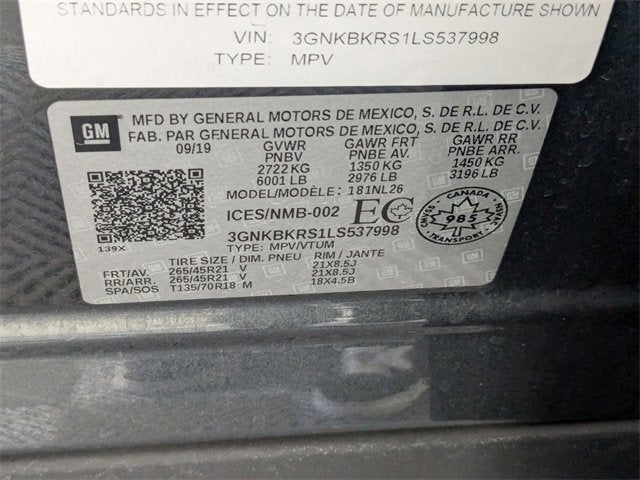 STANDARDS IN EFFECT ON THE DATE OF MANUFACTURE SHOWN
VIN: 3GNKBKRS1LS537998
TYPE: MPV
GM
MFD BY GENERAL MOTORS DE MEXICO, S. DE R.L. DE C.V.
FAB. PAR GENERAL MOTORS DE MEXICO, S. DE R.L. DE C.V.
09/19 GVWR GAWR FRT GAWR RR
PNBV PNBE AV. PNBE ARR.
2722 KG 1350 KG 1450 KG
6001 LB 2976 LB 3196 LB
MODEL/MODÈLE: 181NL26
ICES/NMB-002 EC
CANADA
CMVSS 985 NSVAC
TRANSPORT
3GNKBKRS1LS537998
139X
TYPE: MPV/VTUM
TIRE SIZE / DIM. PNEU RIM / JANTE
FRT/AV. 265/45R21 V 21X8.5J
RR/ARR. 265/45R21 V 21X8.5J
SPA/SOS T135/70R18 M 18X4.5B